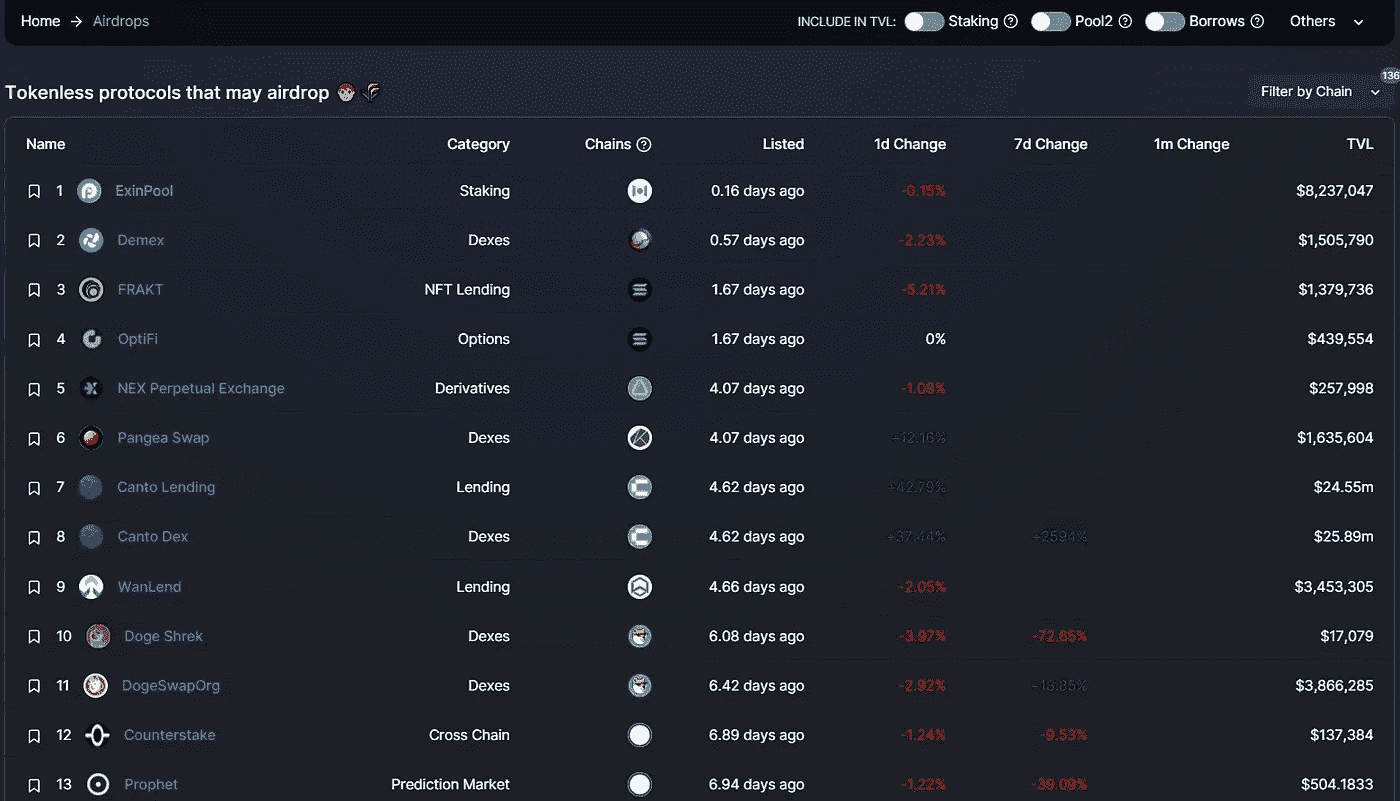 Home → Airdrops INCLUDE IN TVL: Staking ? Pool2 ? Borrows ? Others
136
Tokenless protocols that may airdrop Filter by Chain
Name Category Chains ? Listed 1d Change 7d Change 1m Change TVL
1 ExinPool Staking 0.16 days ago -0.15% $8,237,047
2 Demex Dexes 0.57 days ago -2.23% $1,505,790
3 FRAKT NFT Lending 1.67 days ago -5.21% $1,379,736
4 OptiFi Options 1.67 days ago 0% $439,554
5 NEX Perpetual Exchange Derivatives 4.07 days ago -1.08% $257,998
6 Pangea Swap Dexes 4.07 days ago +12.16% $1,635,604
7 Canto Lending Lending 4.62 days ago +42.79% $24.55m
8 Canto Dex Dexes 4.62 days ago +37.44% +2594% $25.89m
9 WanLend Lending 4.66 days ago -2.05% $3,453,305
10 Doge Shrek Dexes 6.08 days ago -3.97% -72.65% $17,079
11 DogeSwapOrg Dexes 6.42 days ago -2.92% $3,866,285
12 Counterstake Cross Chain 6.89 days ago -1.24% -9.53% $137,384
13 Prophet Prediction Market 6.94 days ago -1.22% -39.09% $504.1833